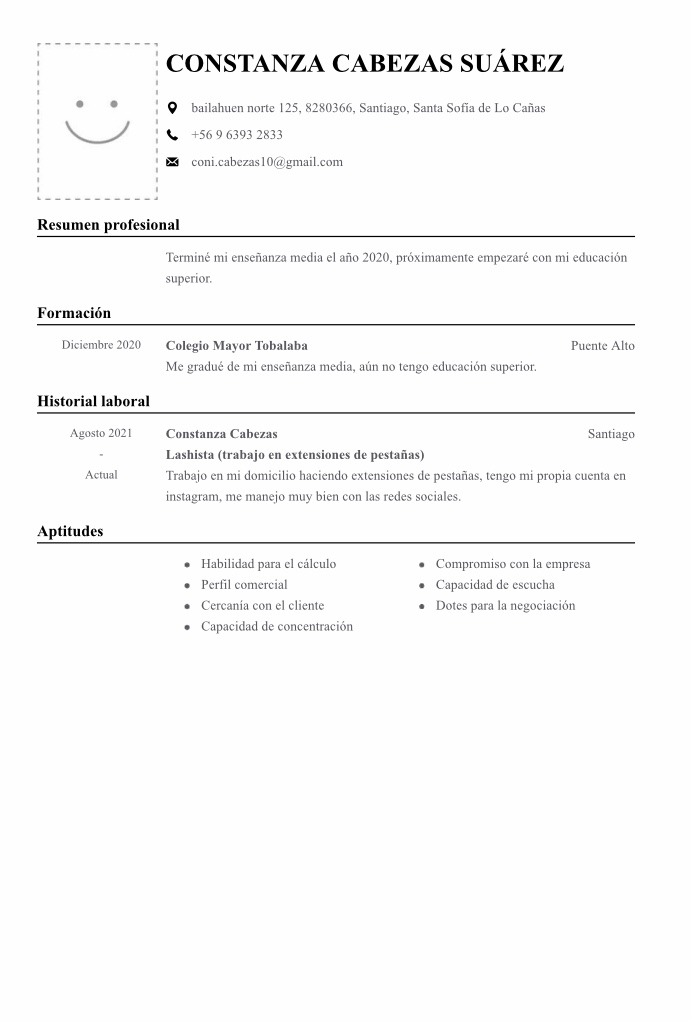 CONSTANZA CABEZAS SUÁREZ
bailahuen norte 125, 8280366, Santiago, Santa Sofía de Lo Cañas
+56 9 6393 2833
coni.cabezas10@gmail.com
Resumen profesional
Terminé mi enseñanza media el año 2020, próximamente empezaré con mi educación
superior.
Formación
Diciembre 2020 Colegio Mayor Tobalaba Puente Alto
Me gradué de mi enseñanza media, aún no tengo educación superior.
Historial laboral
Agosto 2021 Constanza Cabezas Santiago
- Lashista (trabajo en extensiones de pestañas)
Actual Trabajo en mi domicilio haciendo extensiones de pestañas, tengo mi propia cuenta en
instagram, me manejo muy bien con las redes sociales.
Aptitudes
• Habilidad para el cálculo
• Perfil comercial
• Cercanía con el cliente
• Capacidad de concentración
• Compromiso con la empresa
• Capacidad de escucha
• Dotes para la negociación